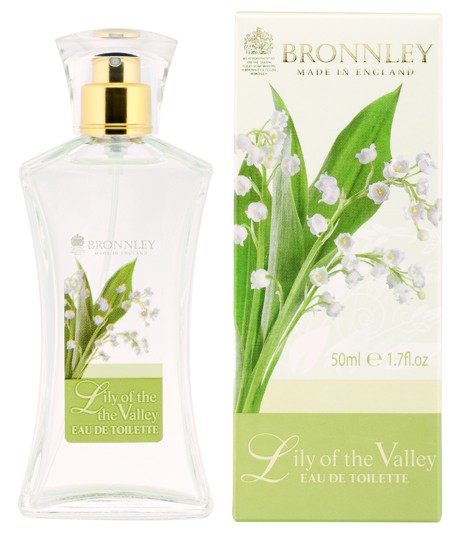 BRONNLEY
MADE IN ENGLAND
Lily of the
the Valley
EAU DE TOILETTE
BRONNLEY
MADE IN ENGLAND
50ml e 1.7fl.oz
Lily of the Valley
EAU DE TOILETTE